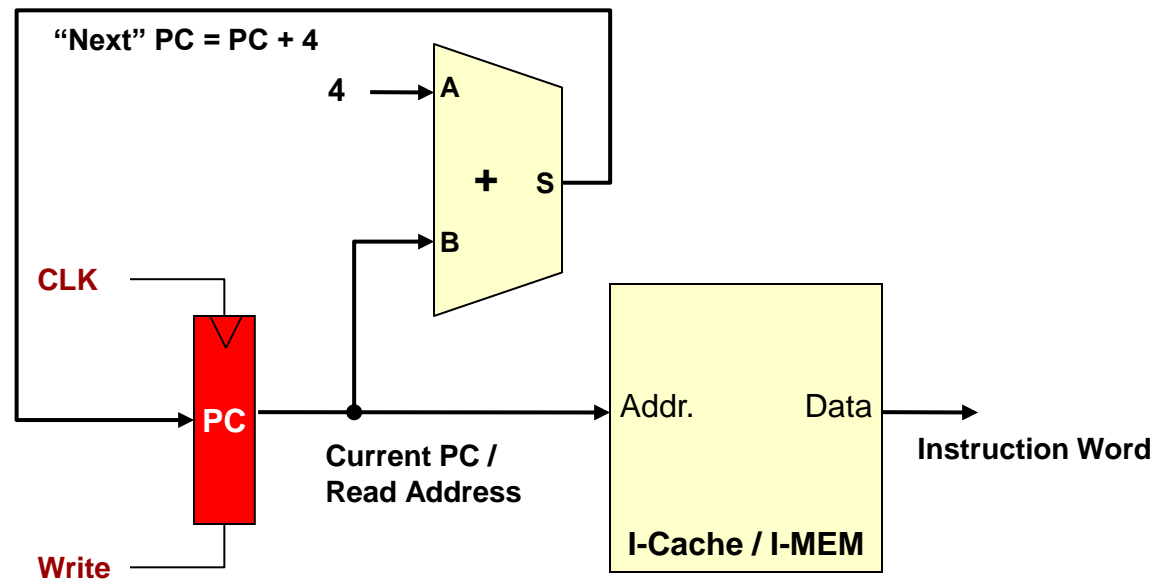 “Next” PC = PC + 4
4
A
+
S
B
CLK
PC
Addr.
Data
Current PC /
Read Address
Instruction Word
I-Cache / I-MEM
Write